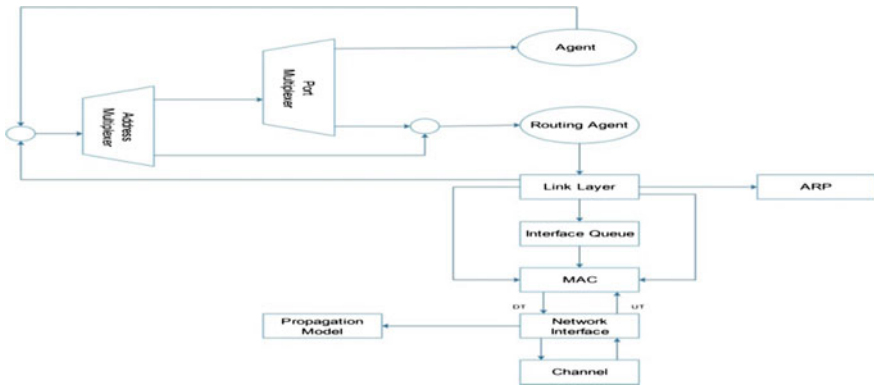 Agent
Port
Multiplexer
Address
Multiplexer
Routing Agent
Link Layer
ARP
Interface Queue
MAC
DT
UT
Propagation
Model
Network
Interface
Channel